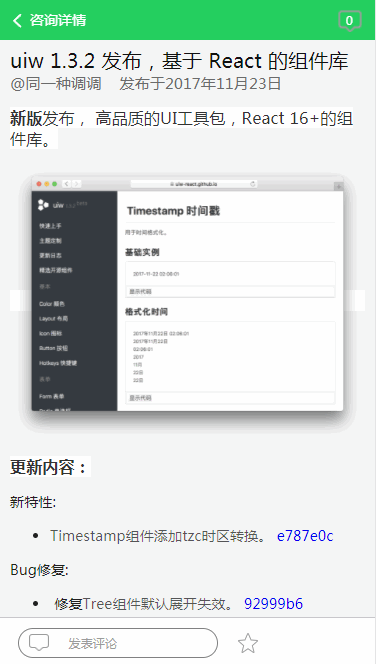 咨询详情
0
uiw 1.3.2 发布，基于 React 的组件库
@同一种调调 发布于2017年11月23日
新版发布， 高品质的UI工具包，React 16+的组
件库。
uiw-react.github.io
uiw
Timestamp 时间戳
快速上手
用于时间格式化。
主题定制
更新日志
基础实例
精选开源组件
2017-11-22 02:06:01
显示代码
Color 颜色
格式化时间
Layout 布局
Icon 图标
2017年11月22日 02:06:01
Button 按钮
2017年11月22日
02:06:01
Hotkeys 快捷键
2017
11月
表单
22日
Form 表单
22日
显示代码
更新内容：
新特性:
Timestamp组件添加tzc时区转换。 e787e0c
Bug修复:
修复Tree组件默认展开失效。 92999b6
发表评论